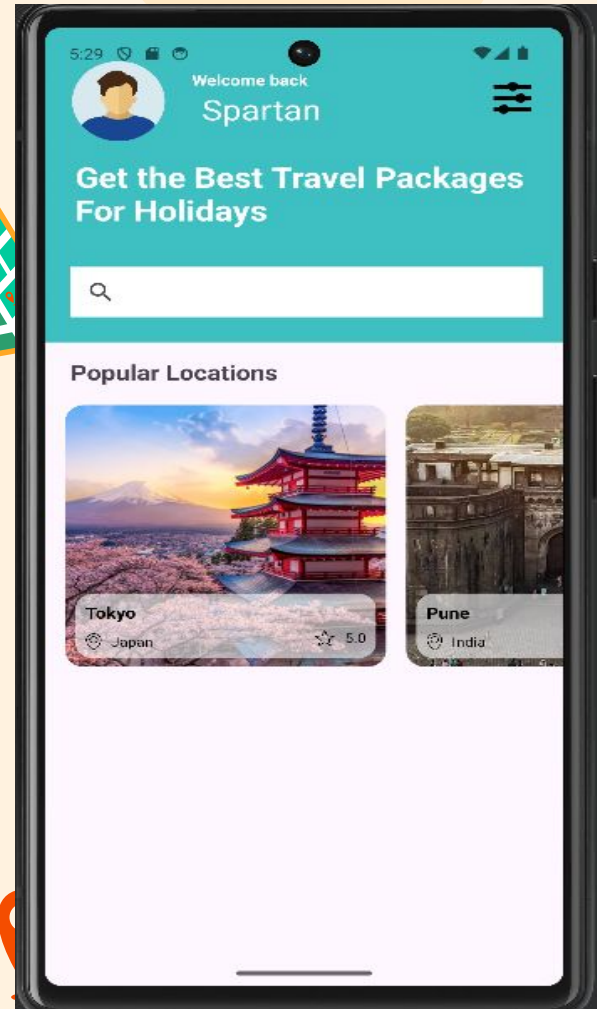 5:29
Welcome back
Spartan
Get the Best Travel Packages
For Holidays
Popular Locations
Tokyo
Japan
5.0
Pune
India